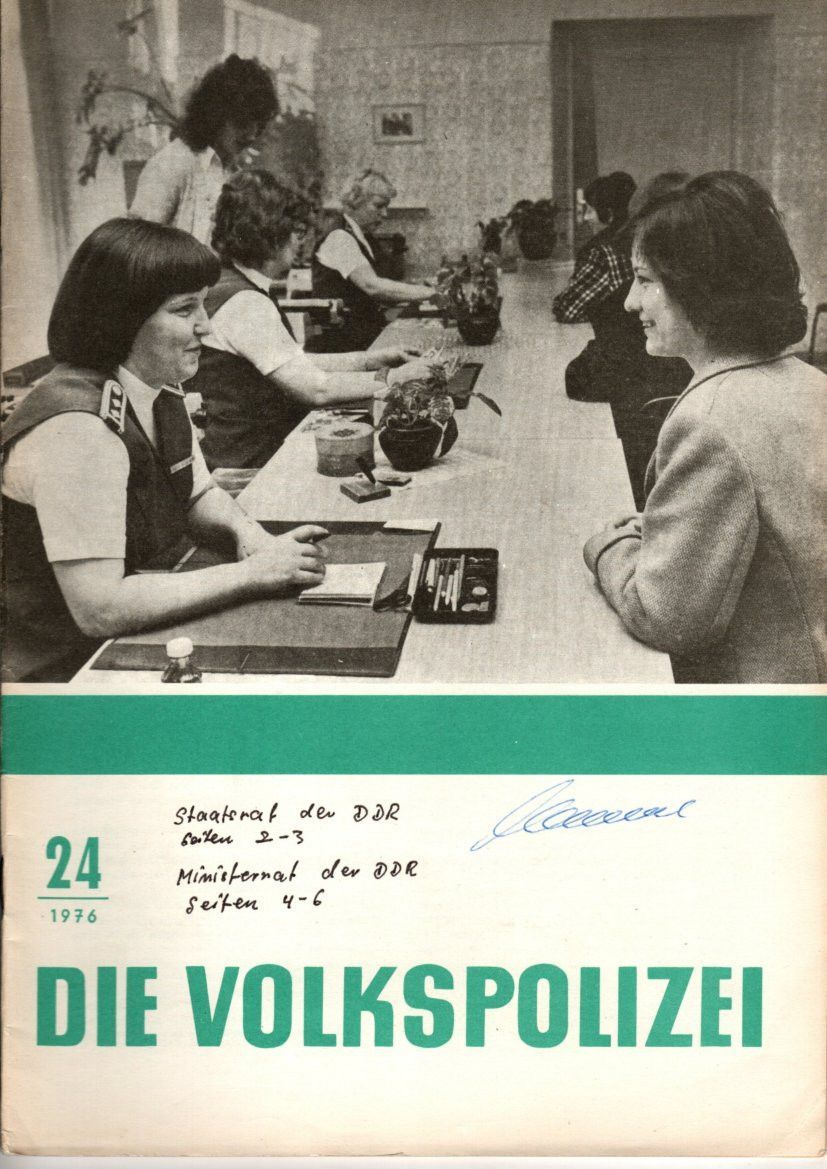 Staatsrat der DDR
Seiten 2-3
Ministerrat der DDR
Seiten 4-6
24
1976
DIE VOLKSPOLIZEI